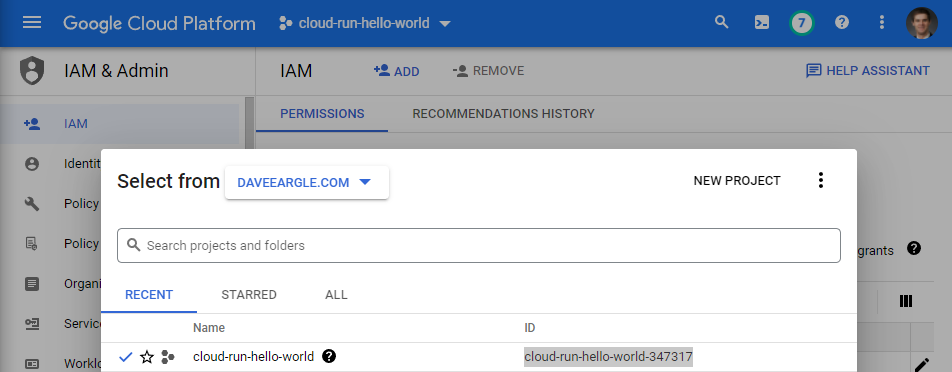 Google Cloud Platform cloud-run-hello-world 7
IAM & Admin IAM ADD REMOVE HELP ASSISTANT
IAM PERMISSIONS RECOMMENDATIONS HISTORY
Identit
Select from DAVEEARGLE.COM NEW PROJECT
Policy
Search projects and folders
Policy grants
Organi RECENT STARRED ALL
Service Name ID
Worklo cloud-run-hello-world cloud-run-hello-world-347317